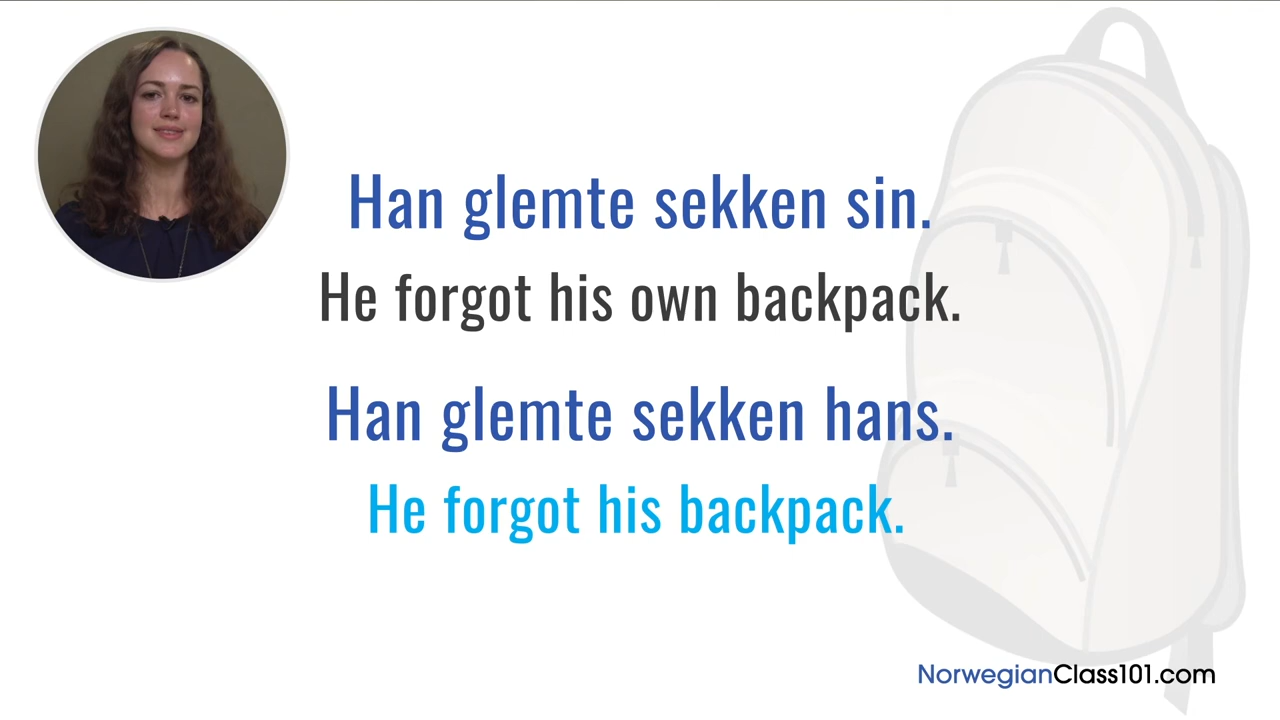 Han glemte sekken sin.
He forgot his own backpack.
Han glemte sekken hans.
He forgot his backpack.
NorwegianClass101.com